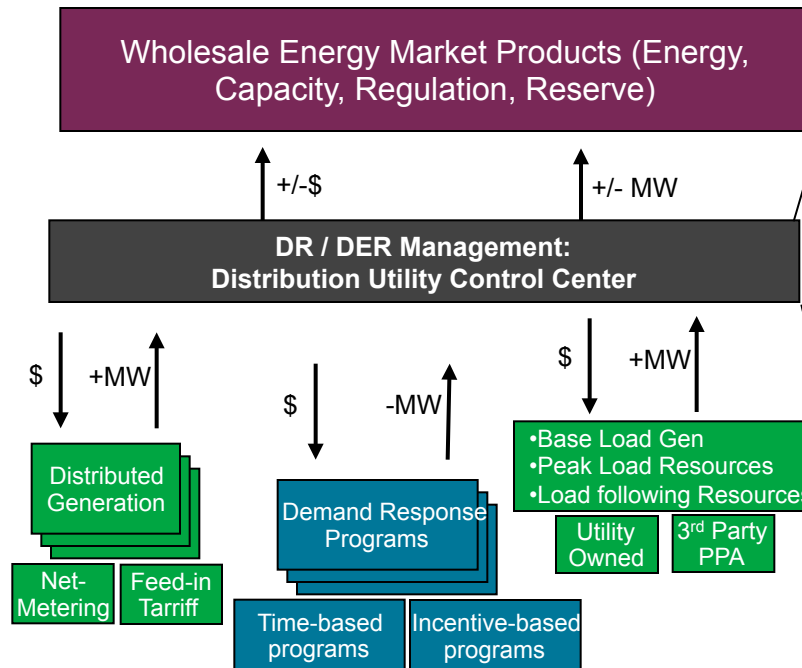 Wholesale Energy Market Products (Energy,
Capacity, Regulation, Reserve)
+/-$
+/- MW
DR / DER Management:
Distribution Utility Control Center
$
+MW
$
-MW
$
+MW
Distributed
Generation
Net-
Metering
Feed-in
Tarriff
Demand Response
Programs
Time-based
programs
Incentive-based
programs
•Base Load Gen
•Peak Load Resources
•Load following Resources
Utility
Owned
3rd Party
PPA